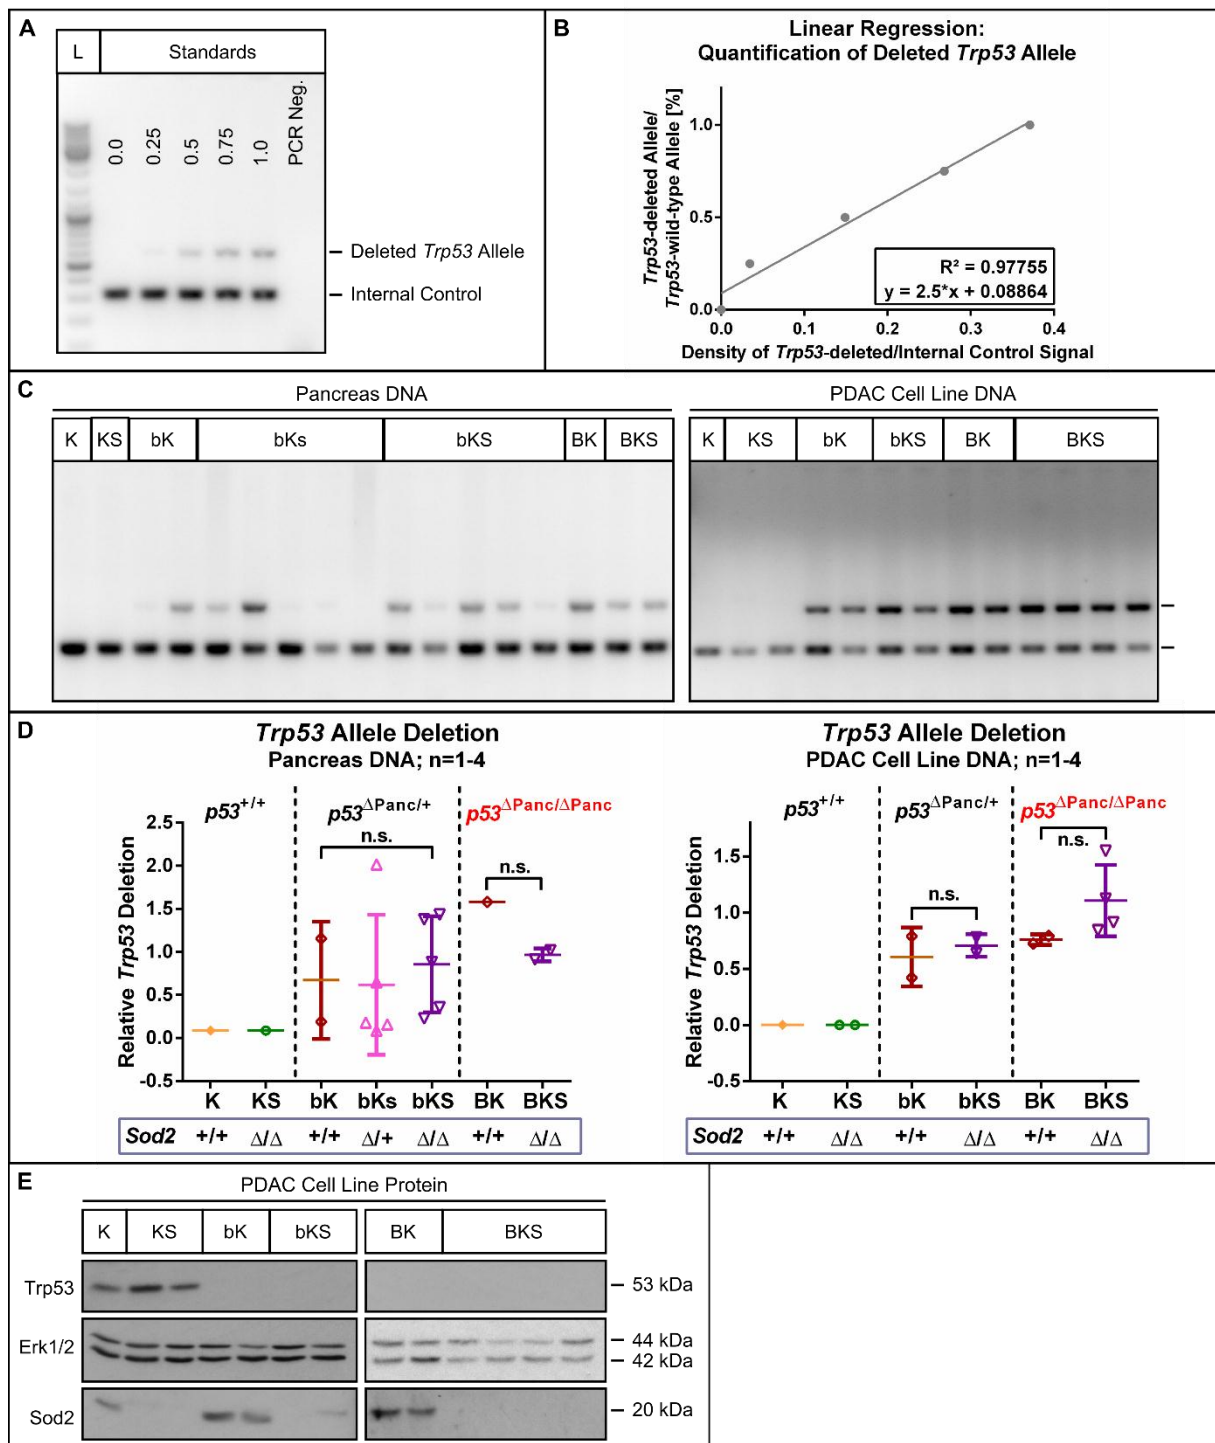 A
L Standards
0.0 0.25 0.5 0.75 1.0 PCR Neg.
Deleted Trp53 Allele
Internal Control
B
Linear Regression:
Quantification of Deleted Trp53 Allele
Trp53-deleted Allele/
Trp53-wild-type Allele [%]
1.0
0.5
0.0
R² = 0.97755
y = 2.5*x + 0.08864
0.0 0.1 0.2 0.3 0.4
Density of Trp53-deleted/Internal Control Signal
C
Pancreas DNA
K KS bK bKs bKS BK BKS
PDAC Cell Line DNA
K KS bK bKS BK BKS
D
Trp53 Allele Deletion
Pancreas DNA; n=1-4
p53+/+ p53ΔPanc/+ p53ΔPanc/ΔPanc
n.s.
n.s.
Relative Trp53 Deletion
2.5
2.0
1.5
1.0
0.5
0.0
-0.5
K KS bK bKs bKS BK BKS
Sod2 +/+ Δ/Δ +/+ Δ/+ Δ/Δ +/+ Δ/Δ
Trp53 Allele Deletion
PDAC Cell Line DNA; n=1-4
p53+/+ p53ΔPanc/+ p53ΔPanc/ΔPanc
n.s.
n.s.
Relative Trp53 Deletion
1.5
1.0
0.5
0.0
-0.5
K KS bK bKS BK BKS
Sod2 +/+ Δ/Δ +/+ Δ/Δ +/+ Δ/Δ
E
PDAC Cell Line Protein
K KS bK bKS BK BKS
Trp53 53 kDa
Erk1/2 44 kDa
42 kDa
Sod2 20 kDa